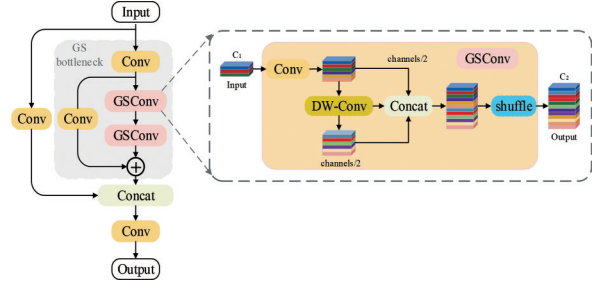 Input
GS
bottleneck
Conv
GSConv
Conv
Conv
GSConv
Concat
Conv
Output
C₁
Input
Conv
channels/2
GSConv
DW-Conv
Concat
shuffle
channels/2
C₂
Output